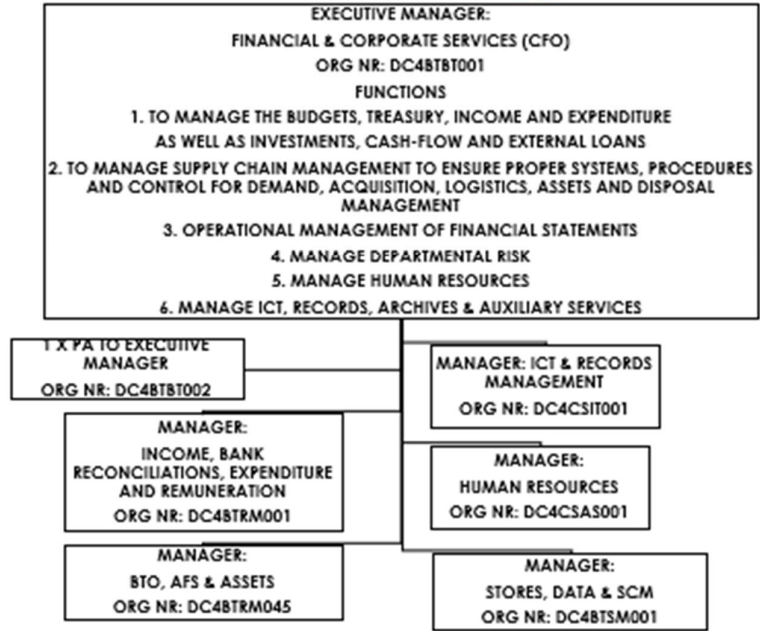 EXECUTIVE MANAGER:
FINANCIAL & CORPORATE SERVICES (CFO)
ORG NR: DC4BTBT001
FUNCTIONS
1. TO MANAGE THE BUDGETS, TREASURY, INCOME AND EXPENDITURE
AS WELL AS INVESTMENTS, CASH-FLOW AND EXTERNAL LOANS
2. TO MANAGE SUPPLY CHAIN MANAGEMENT TO ENSURE PROPER SYSTEMS, PROCEDURES
AND CONTROL FOR DEMAND, ACQUISITION, LOGISTICS, ASSETS AND DISPOSAL
MANAGEMENT
3. OPERATIONAL MANAGEMENT OF FINANCIAL STATEMENTS
4. MANAGE DEPARTMENTAL RISK
5. MANAGE HUMAN RESOURCES
6. MANAGE ICT, RECORDS, ARCHIVES & AUXILIARY SERVICES
1 X PA TO EXECUTIVE
MANAGER
ORG NR: DC4BTBT002
MANAGER: ICT & RECORDS
MANAGEMENT
ORG NR: DC4CSIT001
MANAGER:
INCOME, BANK
RECONCILIATIONS, EXPENDITURE
AND REMUNERATION
ORG NR: DC4BTRM001
MANAGER:
HUMAN RESOURCES
ORG NR: DC4CSAS001
MANAGER:
BTO, AFS & ASSETS
ORG NR: DC4BTRM045
MANAGER:
STORES, DATA & SCM
ORG NR: DC4BTSM001